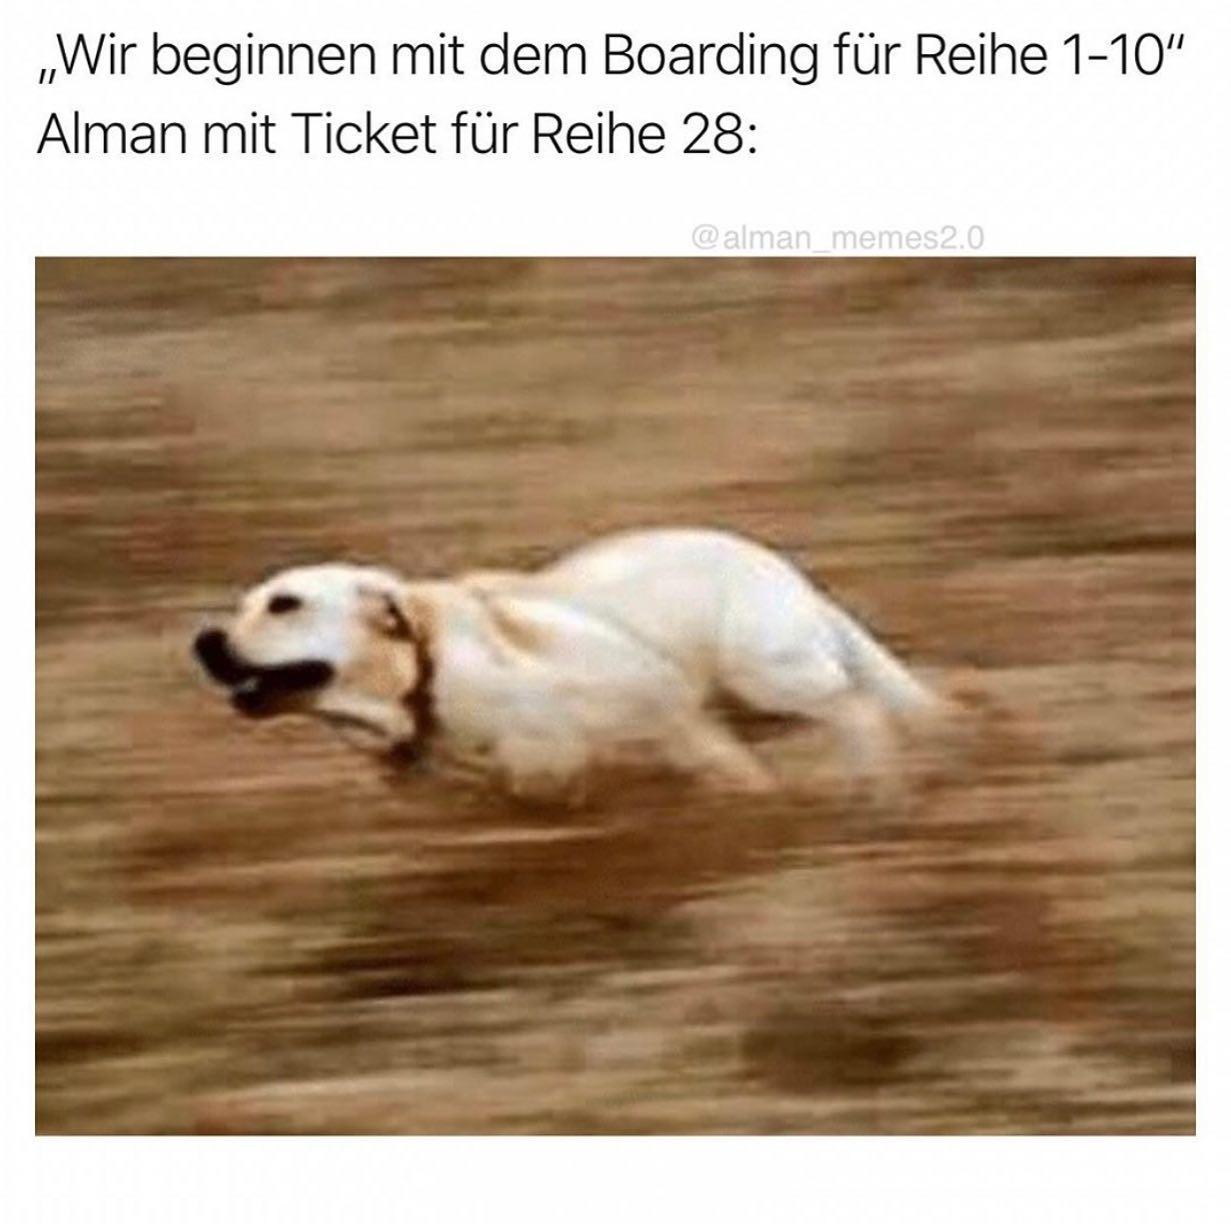 „Wir beginnen mit dem Boarding für Reihe 1-10“
Alman mit Ticket für Reihe 28:
@alman_memes2.0